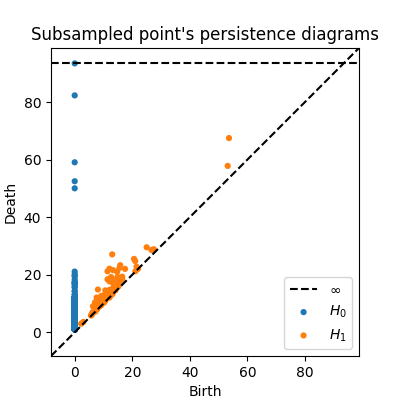 Subsampled point's persistence diagrams
Death
80
60
40
20
0
0 20 40 60 80
Birth
∞
H₀
H₁